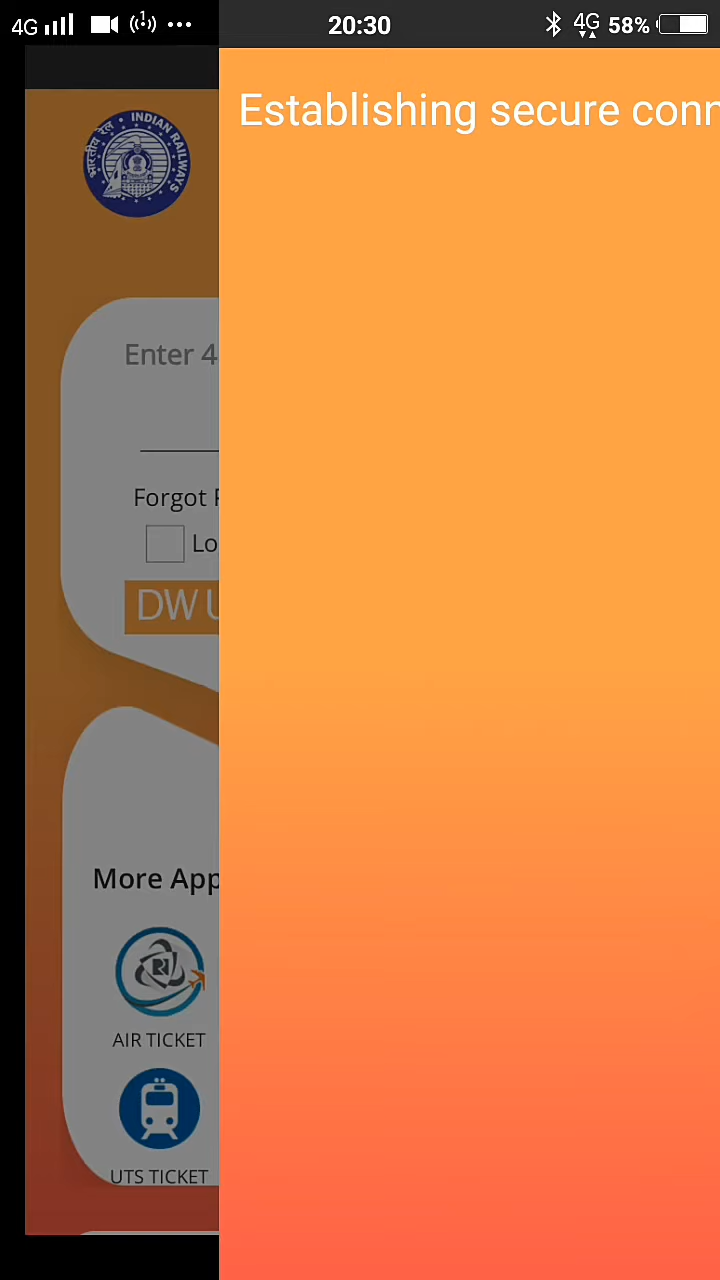 4G 20:30 4G 58%
Establishing secure conn
भारतीय रेल • INDIAN RAILWAYS
Enter 4
Forgot
Lo
DW
More App
AIR TICKET
UTS TICKET